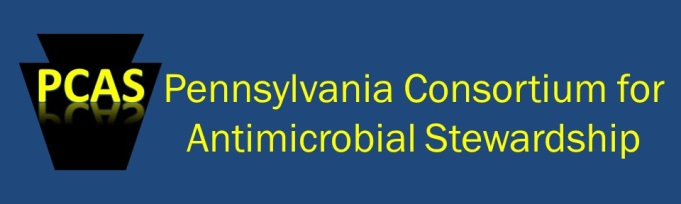 PCAS
Pennsylvania Consortium for
Antimicrobial Stewardship